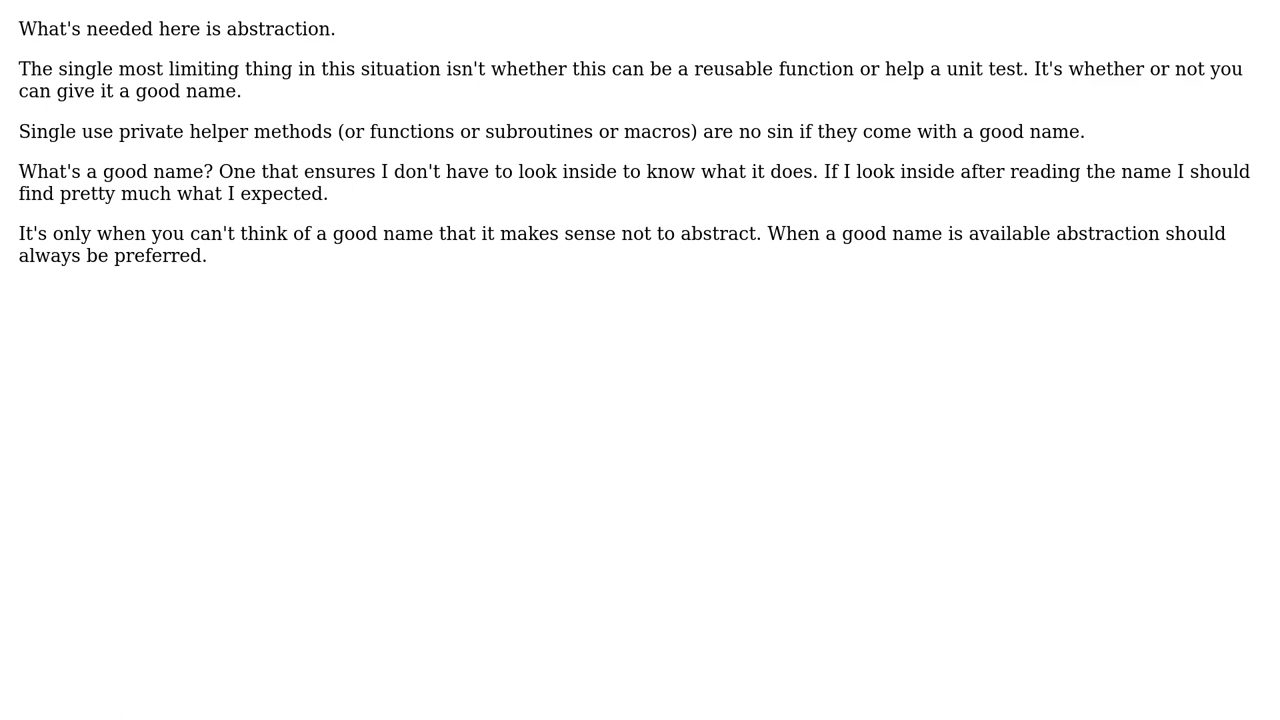 What's needed here is abstraction.
The single most limiting thing in this situation isn't whether this can be a reusable function or help a unit test. It's whether or not you
can give it a good name.
Single use private helper methods (or functions or subroutines or macros) are no sin if they come with a good name.
What's a good name? One that ensures I don't have to look inside to know what it does. If I look inside after reading the name I should
find pretty much what I expected.
It's only when you can't think of a good name that it makes sense not to abstract. When a good name is available abstraction should
always be preferred.